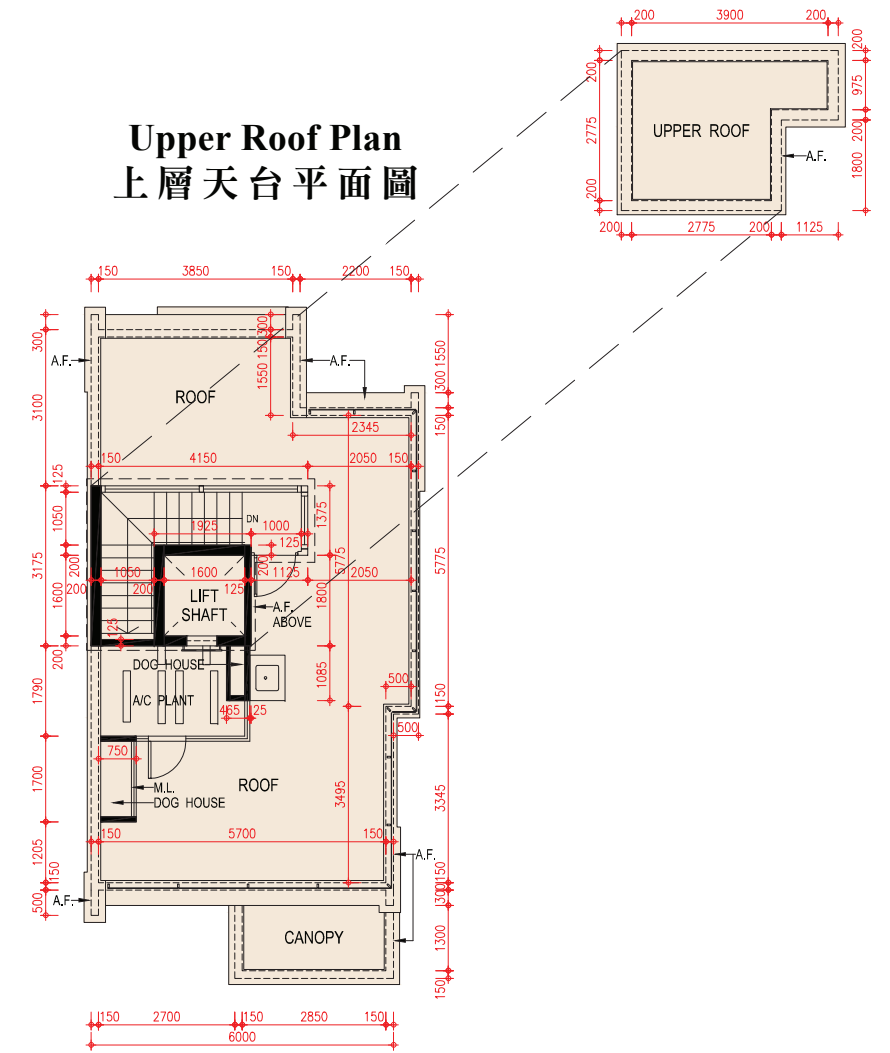 200 3900 200
200
975
200
1800
200
2775
200
UPPER ROOF
A.F.
200 2775 200 1125
Upper Roof Plan
上層天台平面圖
150 3850 150 2200 150
300
3100
125
1050
3175
200
1600
200
200
1790
1700
1205
150
500
A.F.
300
150
1550
A.F.
1550
300
150
ROOF
2345
150 4150 2050 150
DN
1925 1000
1375
125
5775
5775
200
200 1050 200 1600 125 1125 2050
LIFT
SHAFT
1800
A.F.
ABOVE
125
DOG HOUSE
1085
A/C PLANT
500
150
465 125
500
750
ROOF
M.L.
DOG HOUSE
3495
3345
150 5700 150
A.F.
150
300
A.F.
CANOPY
1300
150
150 2700 150 2850 150
6000